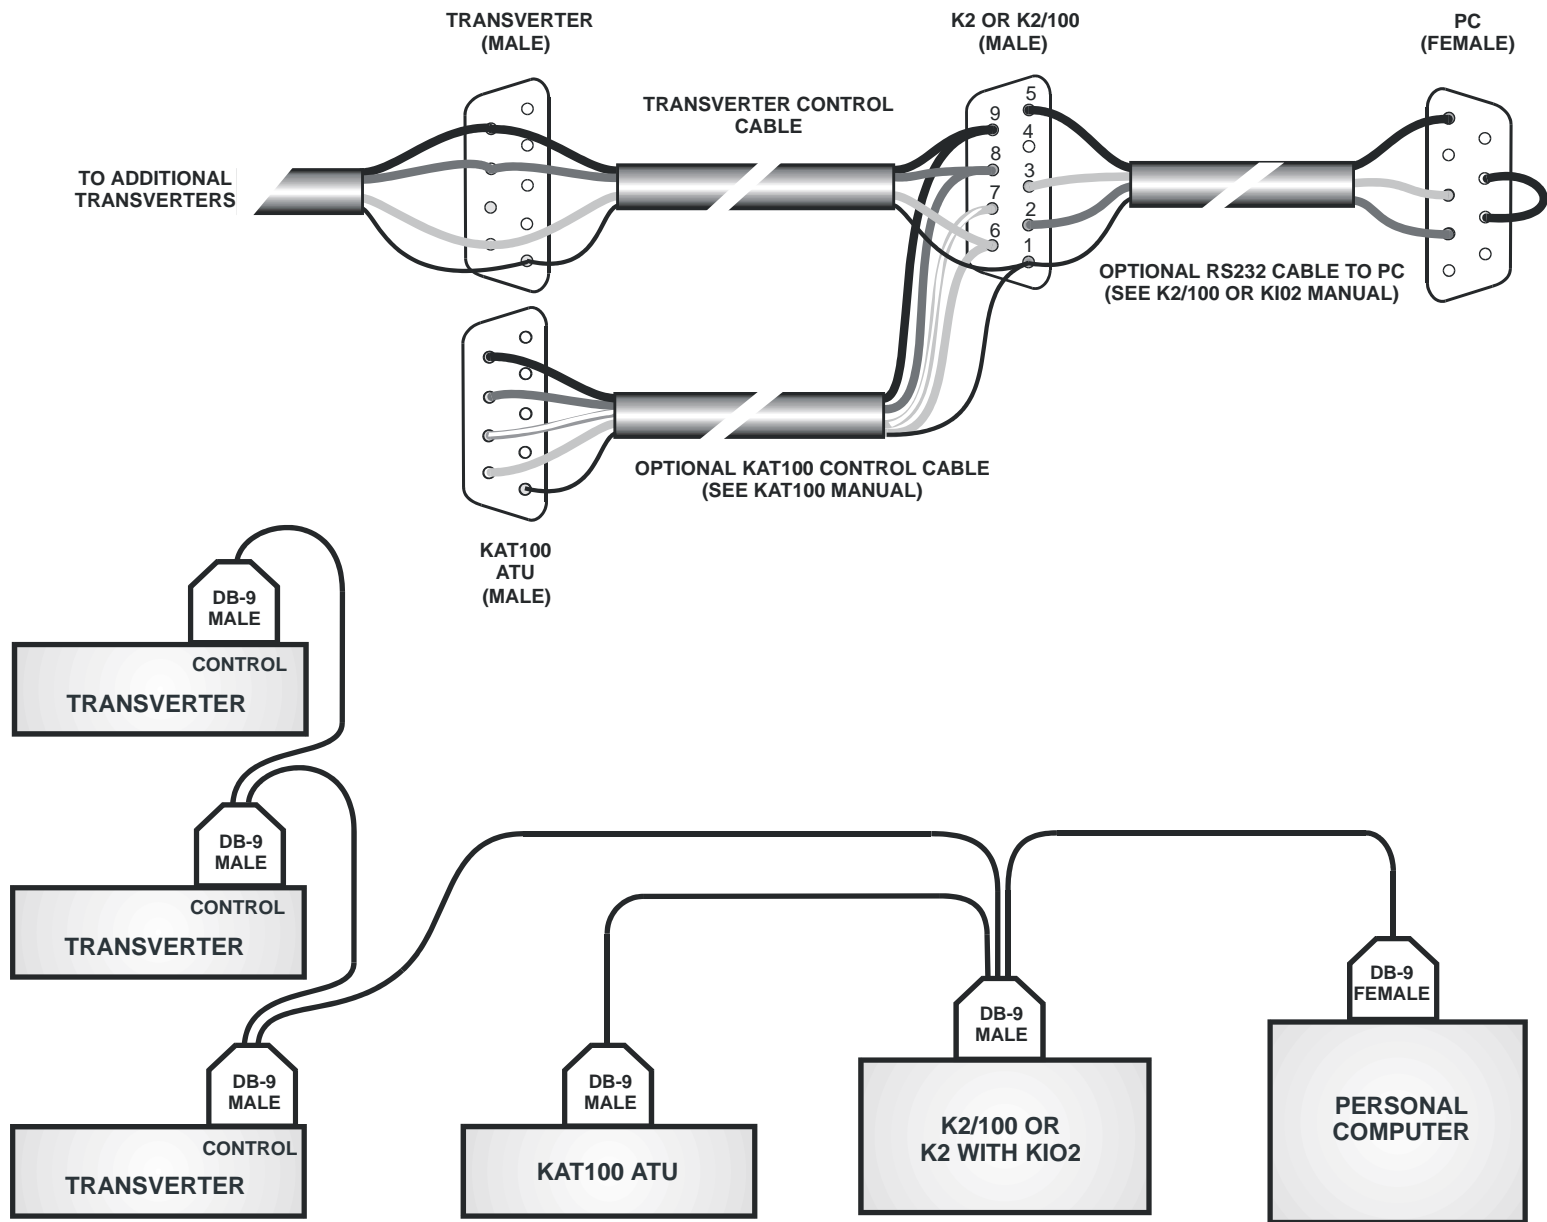 TRANSVERTER
(MALE)
K2 OR K2/100
(MALE)
PC
(FEMALE)
TRANSVERTER CONTROL
CABLE
5
9
4
8
3
7
2
6
1
TO ADDITIONAL
TRANSVERTERS
OPTIONAL RS232 CABLE TO PC
(SEE K2/100 OR KI02 MANUAL)
OPTIONAL KAT100 CONTROL CABLE
(SEE KAT100 MANUAL)
KAT100
ATU
(MALE)
DB-9
MALE
CONTROL
TRANSVERTER
DB-9
MALE
CONTROL
TRANSVERTER
DB-9
MALE
CONTROL
TRANSVERTER
DB-9
MALE
KAT100 ATU
DB-9
MALE
K2/100 OR
K2 WITH KIO2
DB-9
FEMALE
PERSONAL
COMPUTER